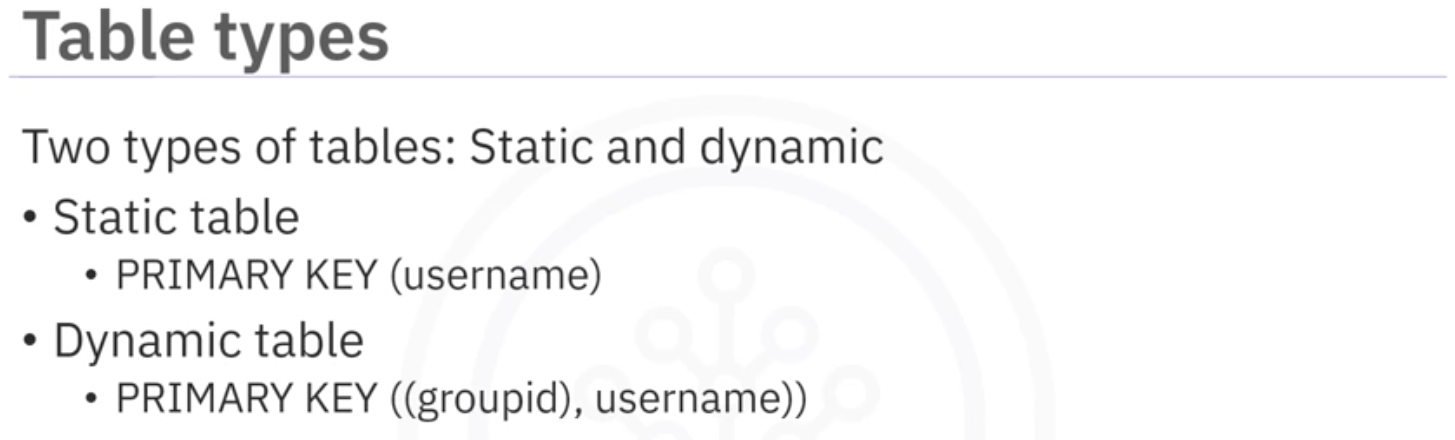 Table types
Two types of tables: Static and dynamic
• Static table
• PRIMARY KEY (username)
• Dynamic table
• PRIMARY KEY ((groupid), username))